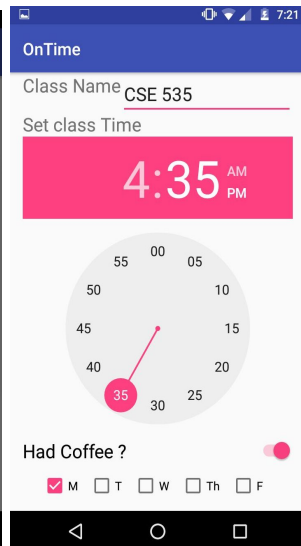 7:21
OnTime
Class Name CSE 535
Set class Time
4:35 AM
PM
00
55 05
50 10
45 15
40 20
35 25
30
Had Coffee ?
M T W Th F